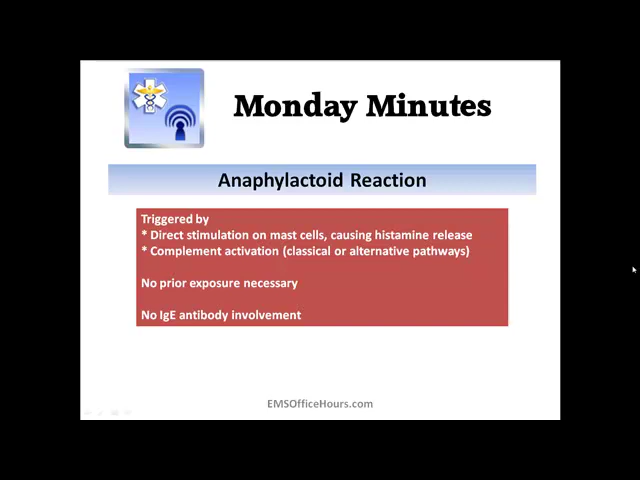 Monday Minutes
Anaphylactoid Reaction
Triggered by
* Direct stimulation on mast cells, causing histamine release
* Complement activation (classical or alternative pathways)
No prior exposure necessary
No IgE antibody involvement
EMSOfficeHours.com